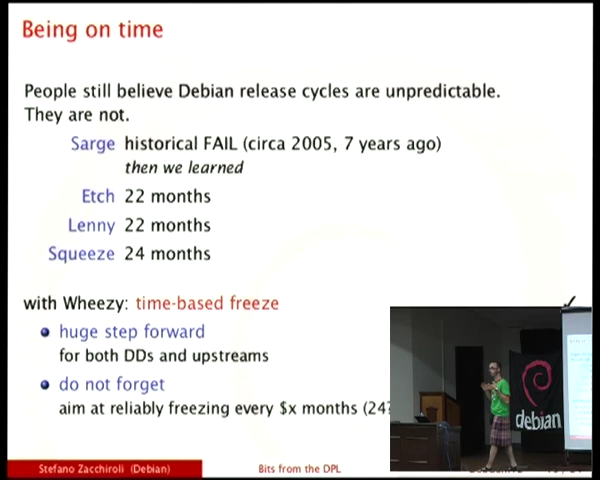 Being on time
People still believe Debian release cycles are unpredictable.
They are not.
Sarge historical FAIL (circa 2005, 7 years ago)
then we learned
Etch 22 months
Lenny 22 months
Squeeze 24 months
with Wheezy: time-based freeze
huge step forward
for both DDs and upstreams
do not forget
aim at reliably freezing every $x months (24?
debian
Stefano Zacchiroli (Debian)
Bits from the DPL